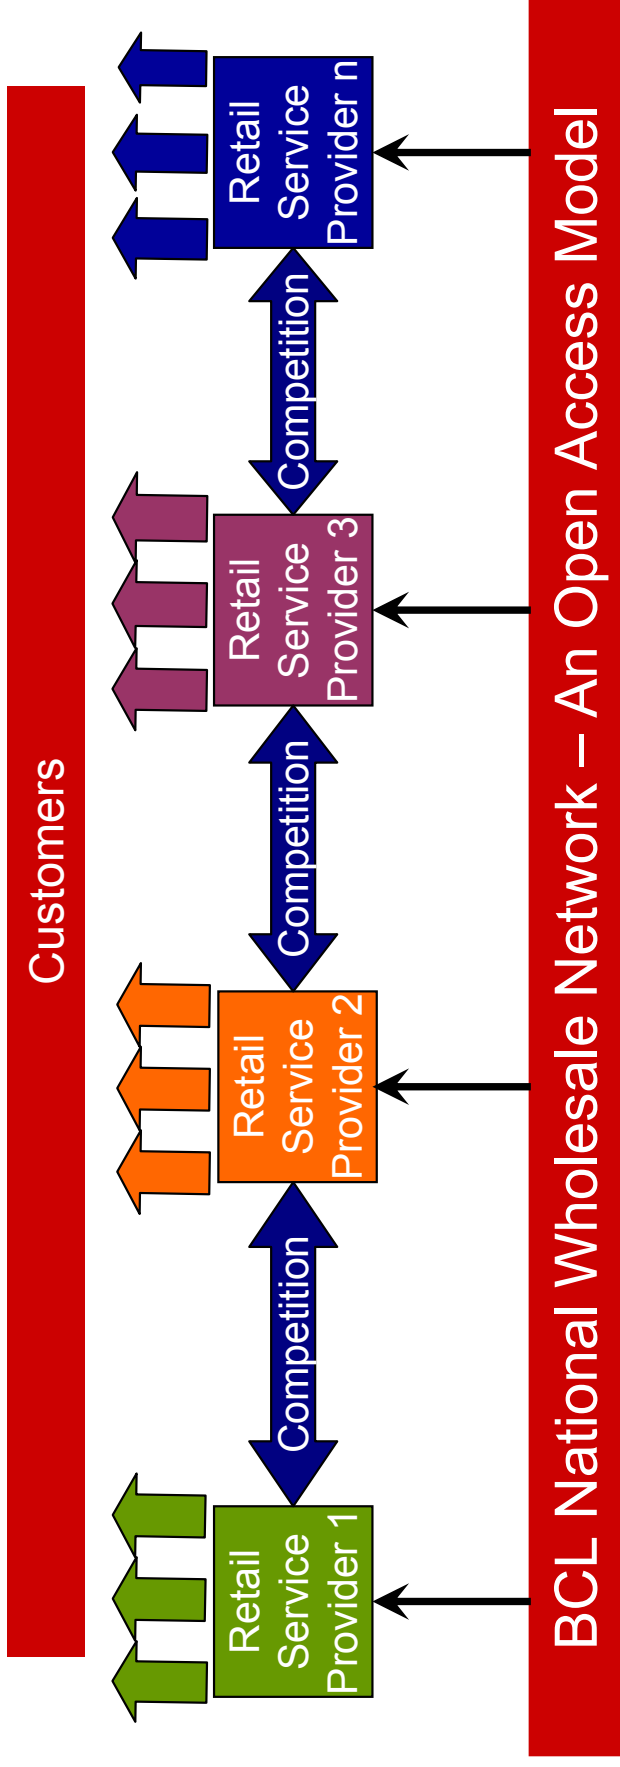 Customers
Retail
Service
Provider 1
Competition
Retail
Service
Provider 2
Competition
Retail
Service
Provider 3
Competition
Retail
Service
Provider n
BCL National Wholesale Network – An Open Access Model